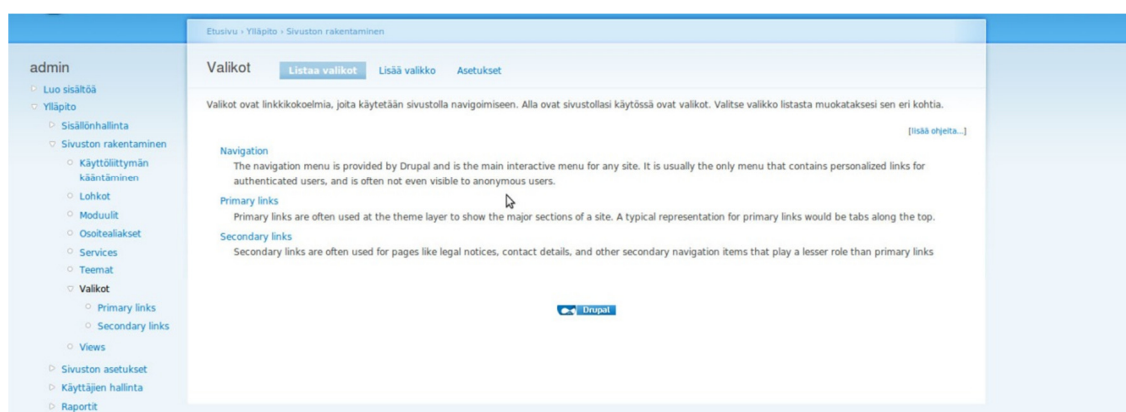 Etusivu › Ylläpito › Sivuston rakentaminen
admin
Luo sisältöä
Ylläpito
Sisällönhallinta
Sivuston rakentaminen
Käyttöliittymän
kääntäminen
Lohkot
Moduulit
Osoitealiakset
Services
Teemat
Valikot
Primary links
Secondary links
Views
Sivuston asetukset
Käyttäjien hallinta
Raportit
Valikot Listaa valikot Lisää valikko Asetukset
Valikot ovat linkkikokoelmia, joita käytetään sivustolla navigoimiseen. Alla ovat sivustollasi käytössä ovat valikot. Valitse valikko listasta muokataksesi sen eri kohtia.
[lisää ohjeita...]
Navigation
The navigation menu is provided by Drupal and is the main interactive menu for any site. It is usually the only menu that contains personalized links for
authenticated users, and is often not even visible to anonymous users.
Primary links
Primary links are often used at the theme layer to show the major sections of a site. A typical representation for primary links would be tabs along the top.
Secondary links
Secondary links are often used for pages like legal notices, contact details, and other secondary navigation items that play a lesser role than primary links
Drupal